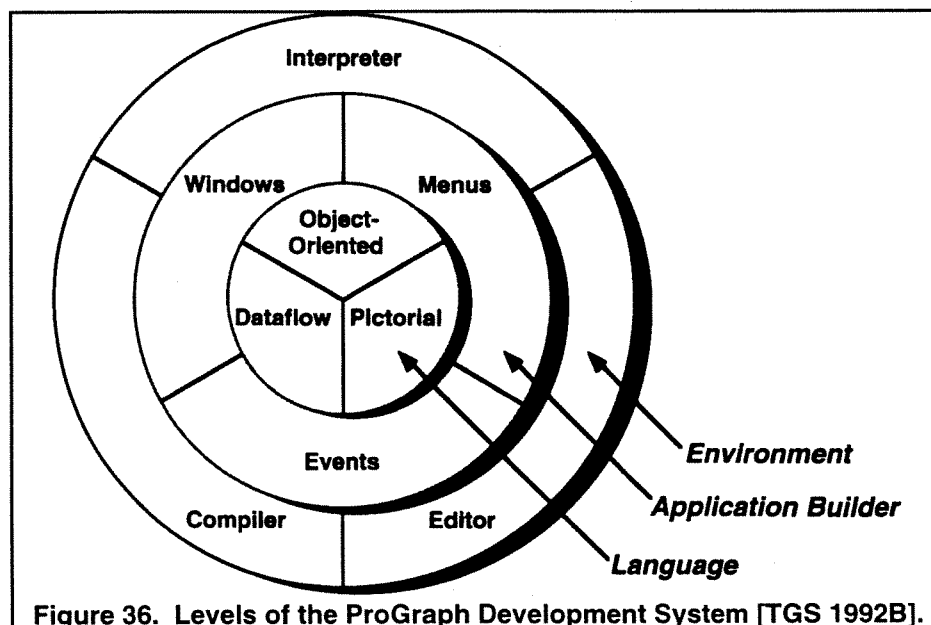 Interpreter
Windows
Menus
Object-
Oriented
Dataflow
Pictorial
Events
Compiler
Editor
Environment
Application Builder
Language
Figure 36. Levels of the ProGraph Development System [TGS 1992B].